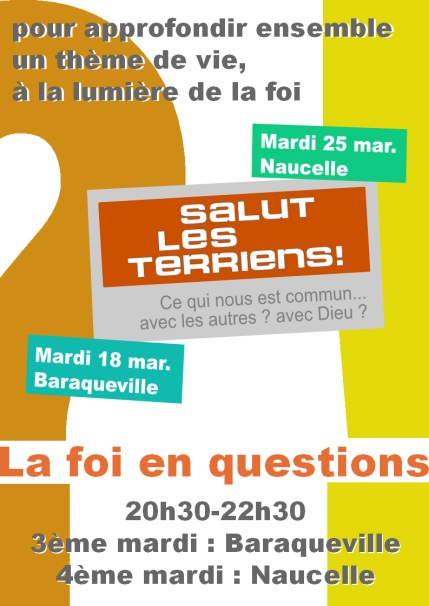 pour approfondir ensemble
un thème de vie,
à la lumière de la foi
Mardi 25 mar.
Naucelle
SALUT
LES
TERRIENS!
Ce qui nous est commun...
avec les autres ? avec Dieu ?
Mardi 18 mar.
Baraqueville
La foi en questions
20h30-22h30
3ème mardi : Baraqueville
4ème mardi : Naucelle